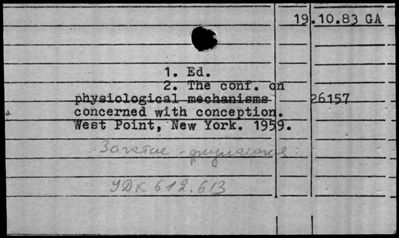 19.10.83 GA
1. Ed.
2. The conf. on
physiological mechanisms 26157
concerned with conception.
West Point, New York. 1959.
УДК 612.613